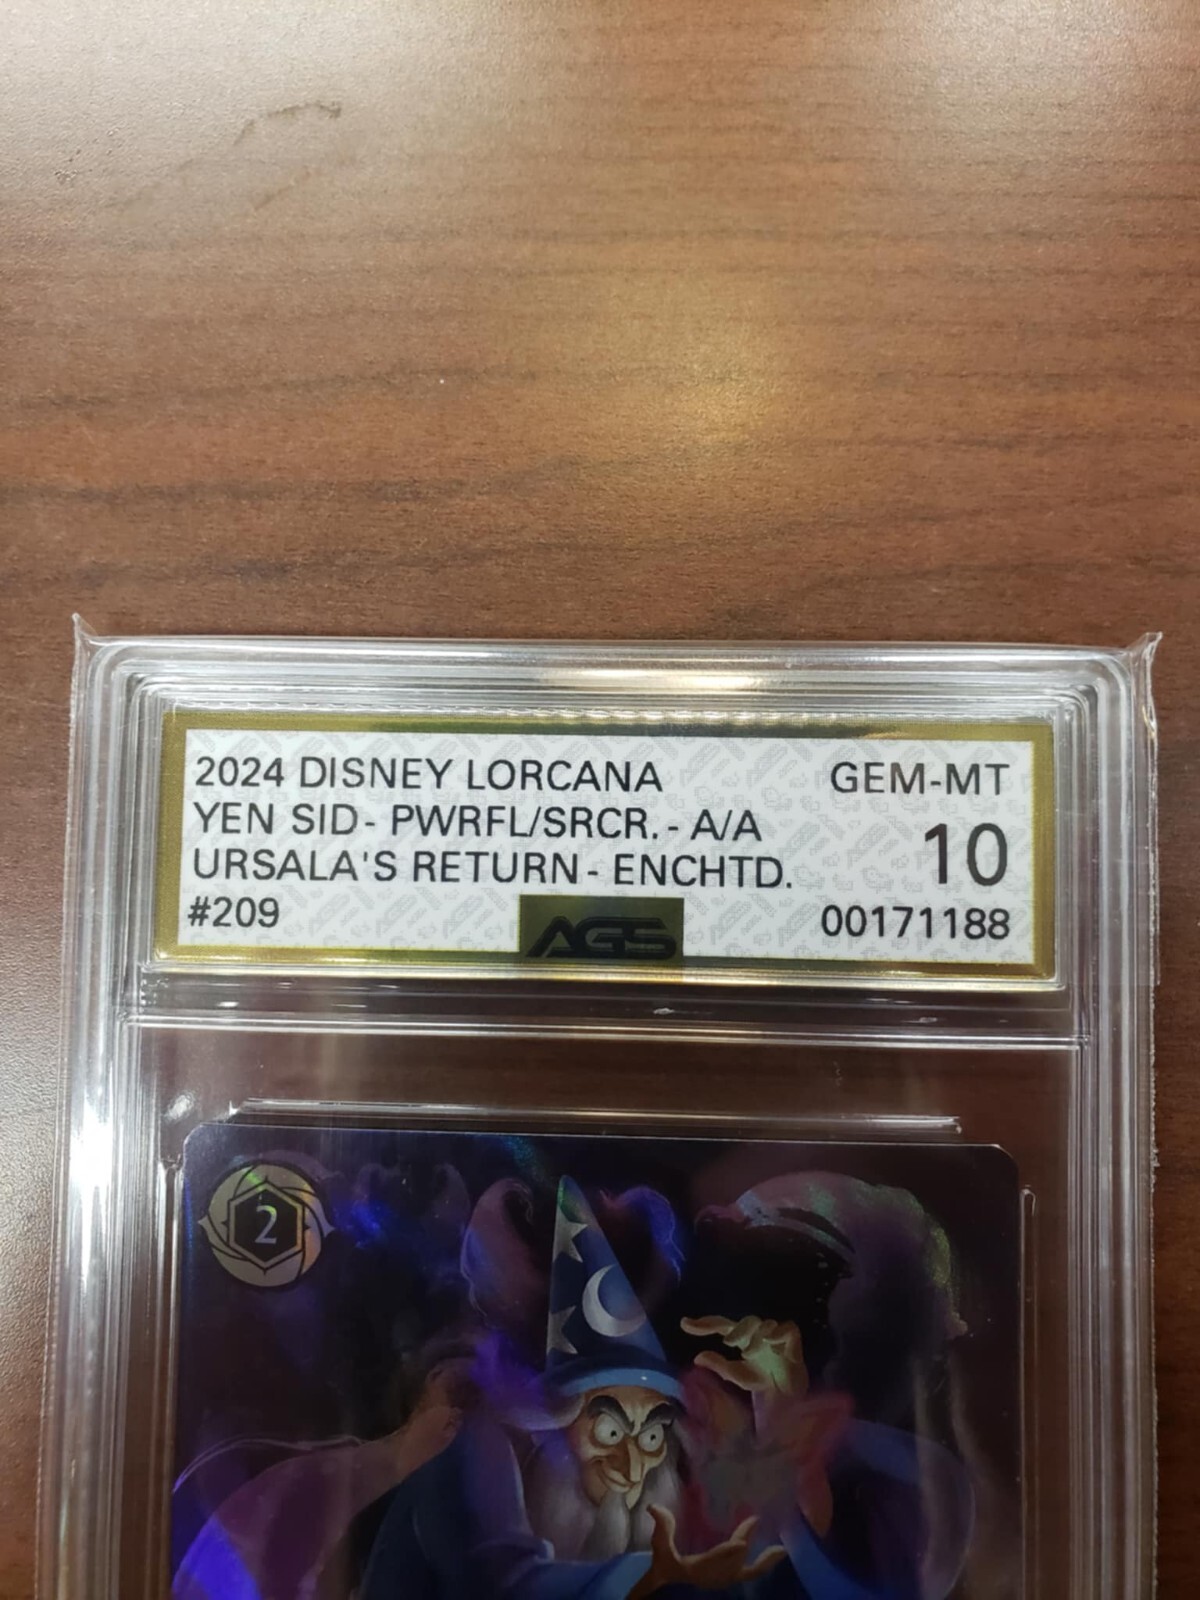 2024 DISNEY LORCANA GEM-MT
YEN SID - PWRFL/SRCR. - A/A 10
URSALA'S RETURN - ENCHTD.
#209 AGS 00171188
2